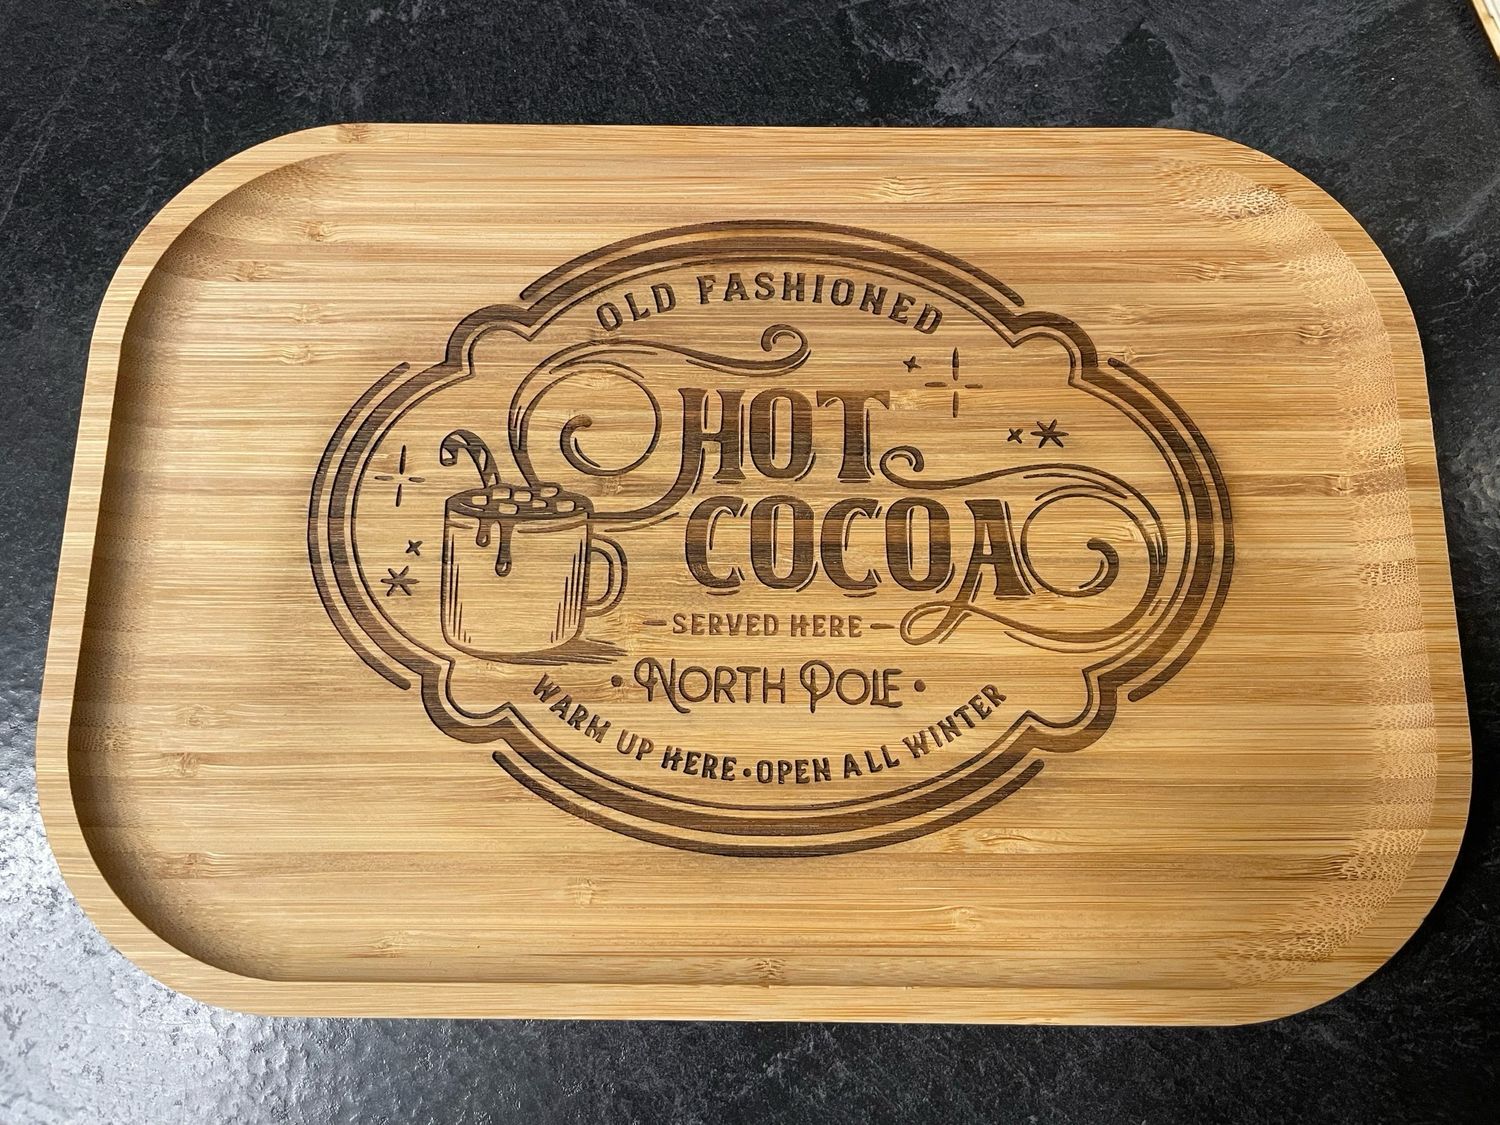 OLD FASHIONED
HOT
COCOA
-SERVED HERE-
• NORTH POLE •
WARM UP HERE • OPEN ALL WINTER